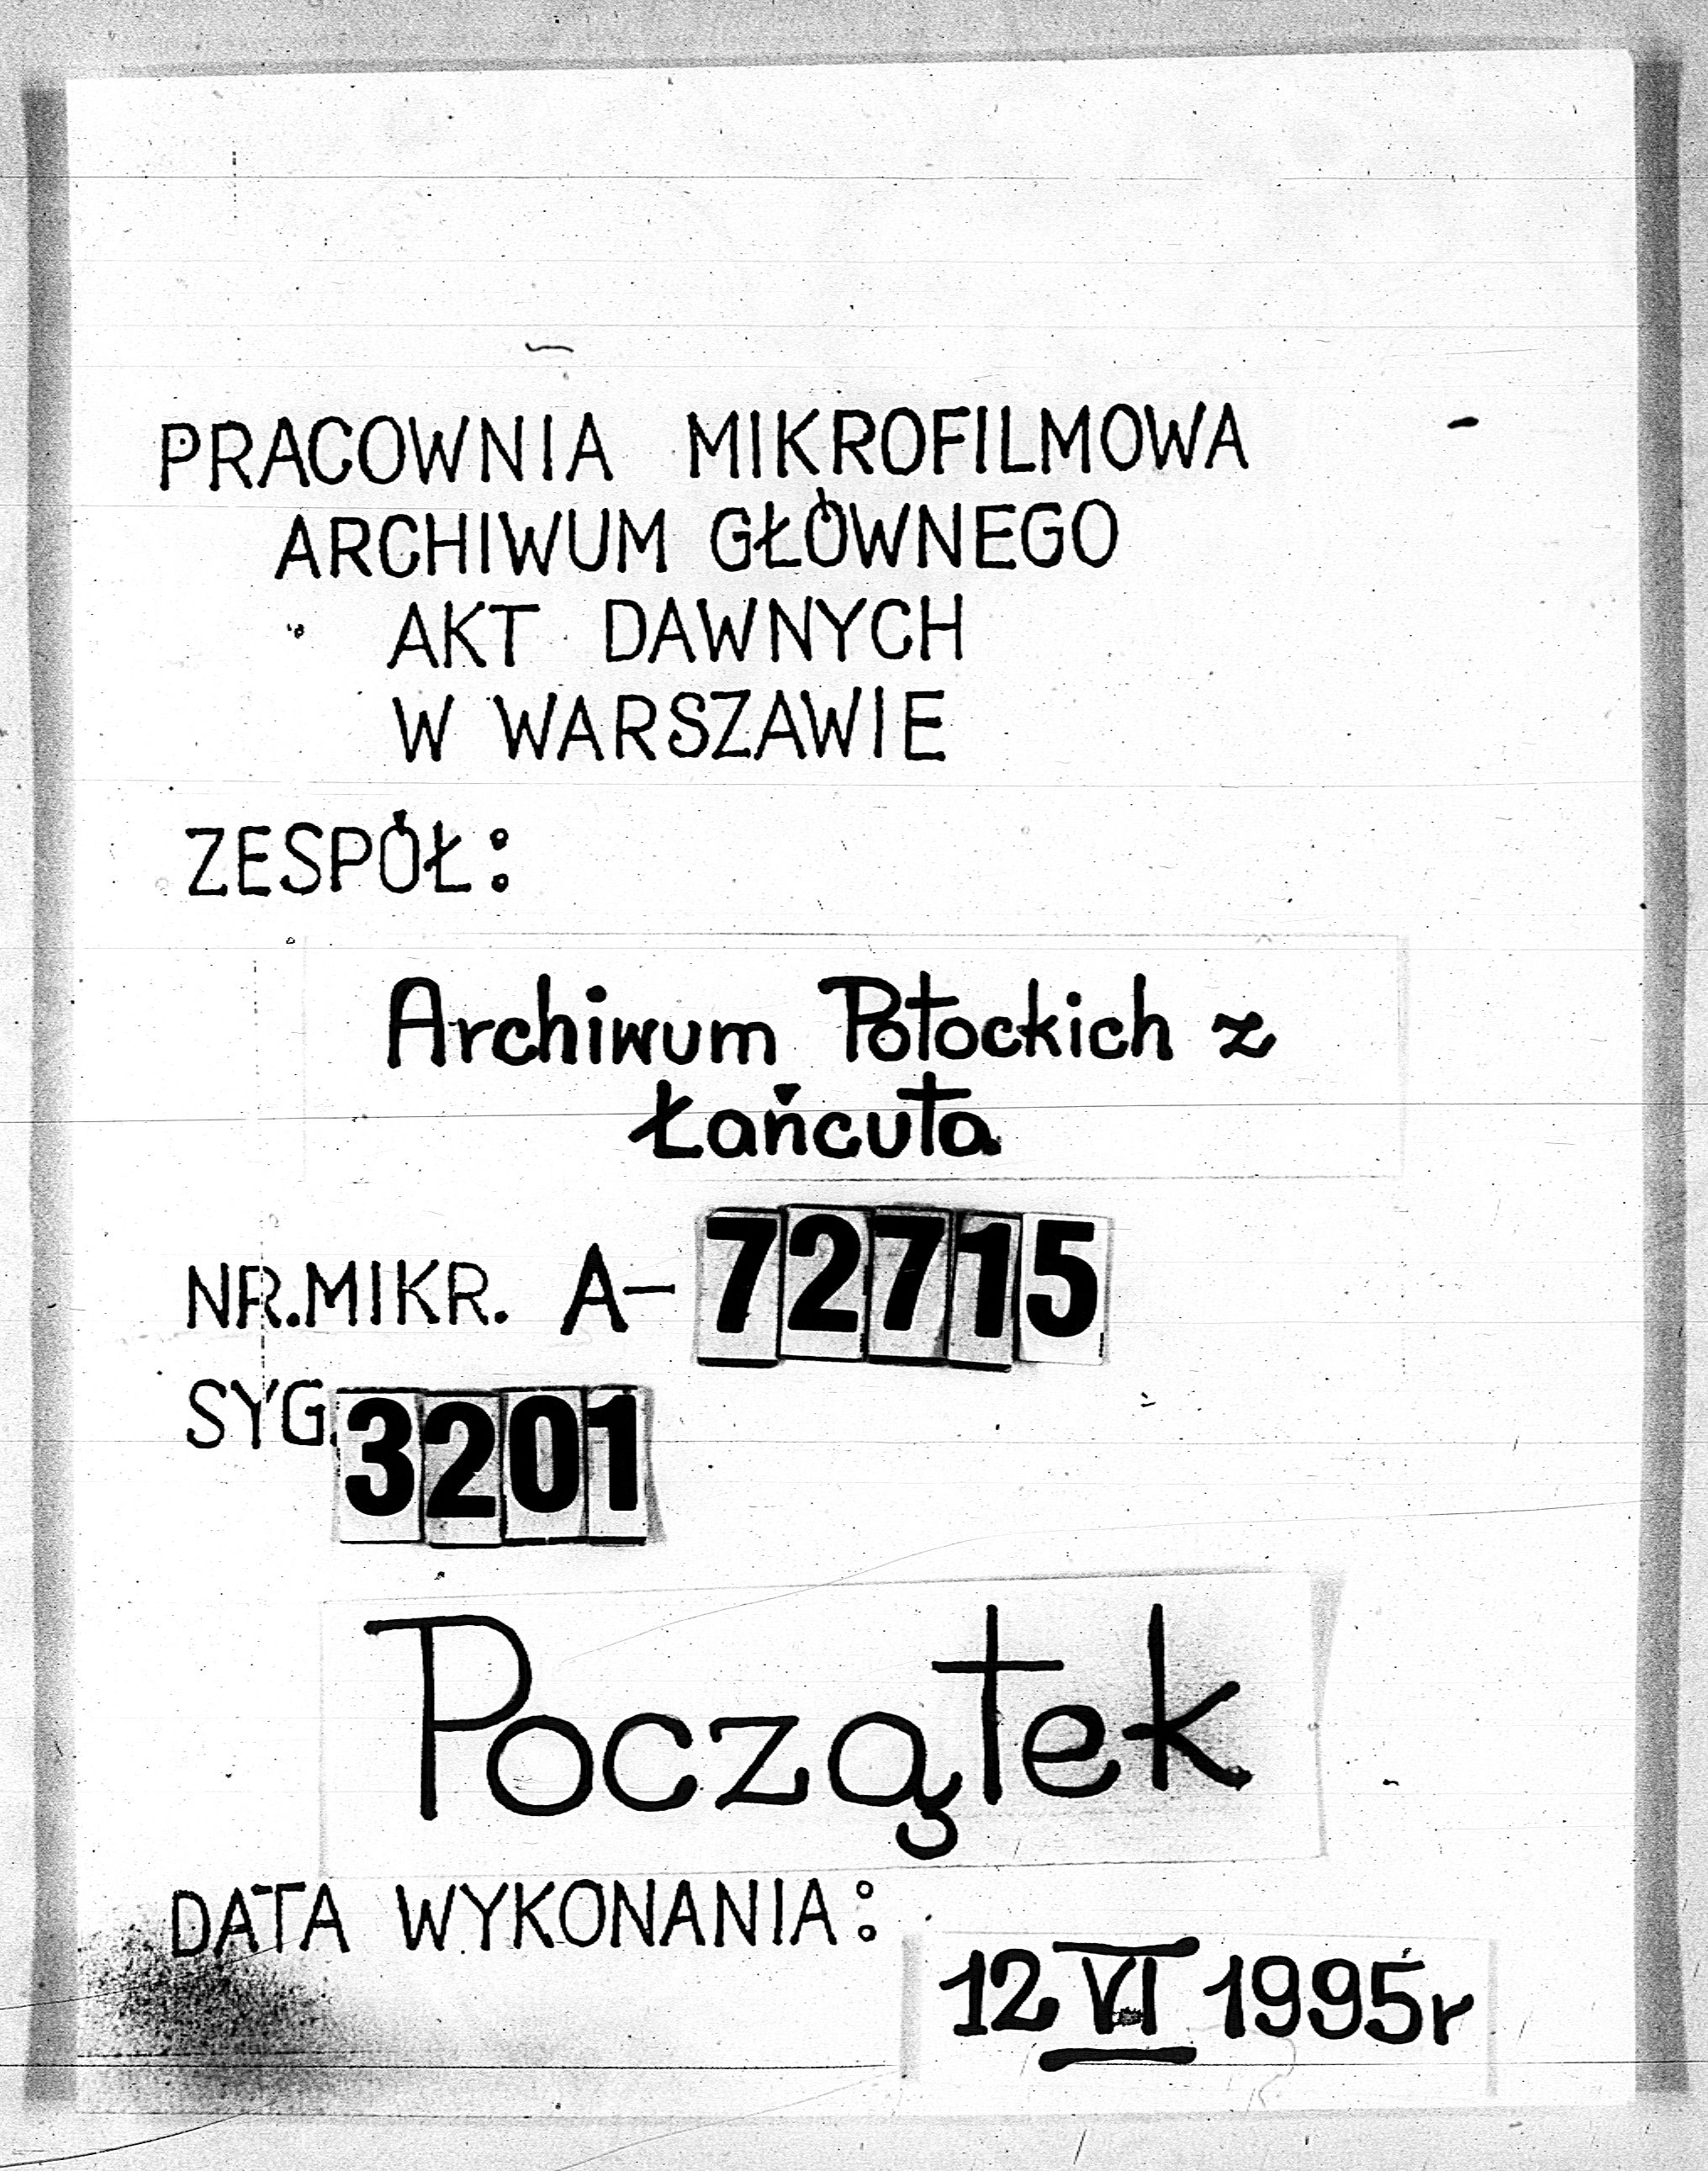 PRACOWNIA MIKROFILMOWA
ARCHIWUM GŁÓWNEGO
AKT DAWNYCH
W WARSZAWIE
ZESPÓŁ:
Archiwum Potockich z
Łańcuta
NR.MIKR. A-72715
SYG.3201
Początek
DATA WYKONANIA:
12 VI 1995r